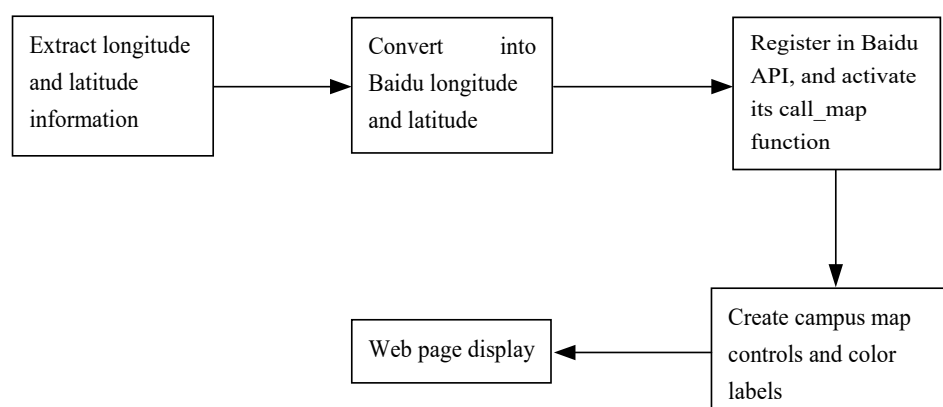 Extract longitude
and latitude
information
Convert into
Baidu longitude
and latitude
Register in Baidu
API, and activate
its call_map
function
Create campus map
controls and color
labels
Web page display